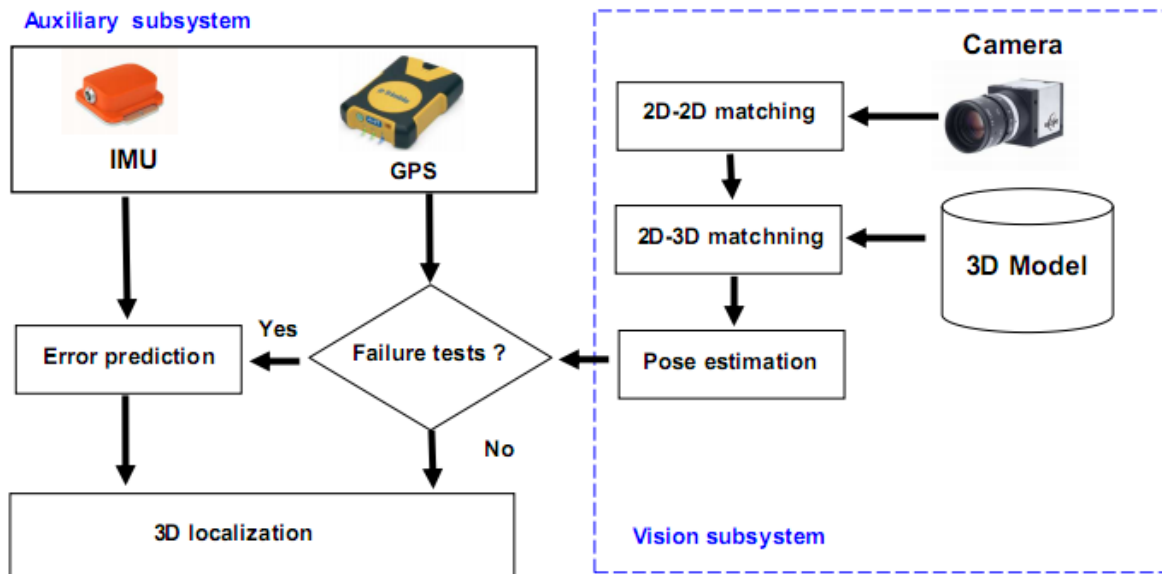 Auxiliary subsystem
IMU
GPS
Camera
2D-2D matching
2D-3D matchning
3D Model
Yes
Error prediction
Failure tests ?
Pose estimation
No
3D localization
Vision subsystem